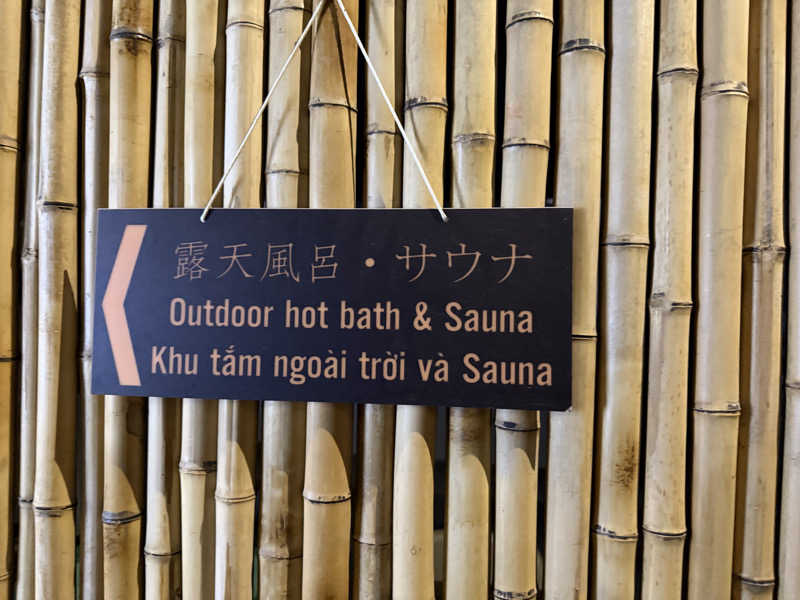 露天風呂・サウナ
Outdoor hot bath & Sauna
Khu tắm ngoài trời và Sauna